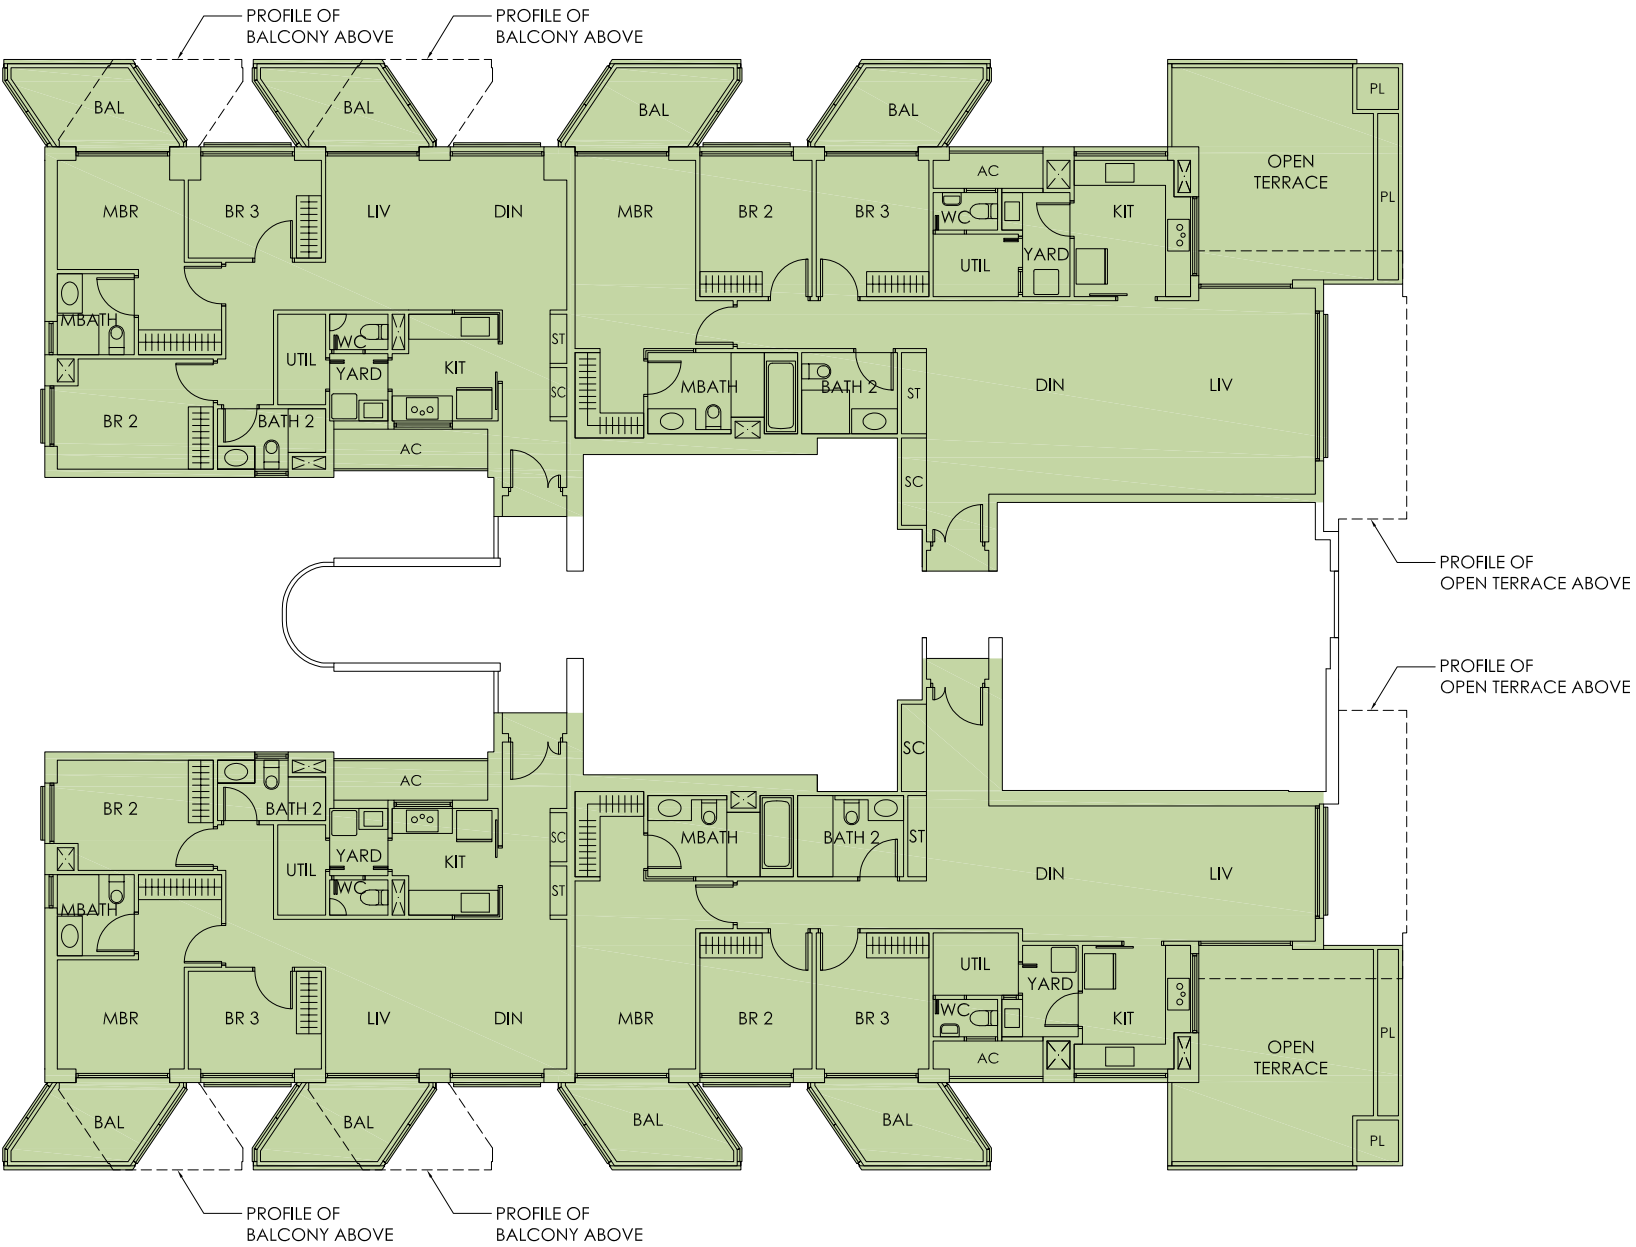 PROFILE OF
BALCONY ABOVE
PROFILE OF
BALCONY ABOVE
BAL
BAL
BAL
BAL
PL
OPEN
TERRACE
PL
AC
MBR
BR 3
LIV
DIN
MBR
BR 2
BR 3
WC
KIT
YARD
UTIL
MBATH
WC
UTIL
YARD
KIT
ST
SC
MBATH
BATH 2
ST
DIN
LIV
BR 2
BATH 2
AC
SC
PROFILE OF
OPEN TERRACE ABOVE
PROFILE OF
OPEN TERRACE ABOVE
SC
AC
BR 2
BATH 2
SC
MBATH
BATH 2
ST
YARD
KIT
UTIL
WC
ST
DIN
LIV
MBATH
UTIL
YARD
WC
MBR
BR 3
LIV
DIN
MBR
BR 2
BR 3
KIT
AC
PL
OPEN
TERRACE
BAL
BAL
BAL
BAL
PL
PROFILE OF
BALCONY ABOVE
PROFILE OF
BALCONY ABOVE